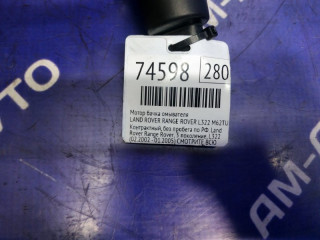 74598 280
Мотор бачка омывателя
LAND ROVER RANGE ROVER L322 M62TU
Контрактный, без пробега по РФ. Land
Rover Range Rover, 3 поколение, L322
(02.2002 - 01.2005) СМОТРИТЕ ВСЮ
AM-